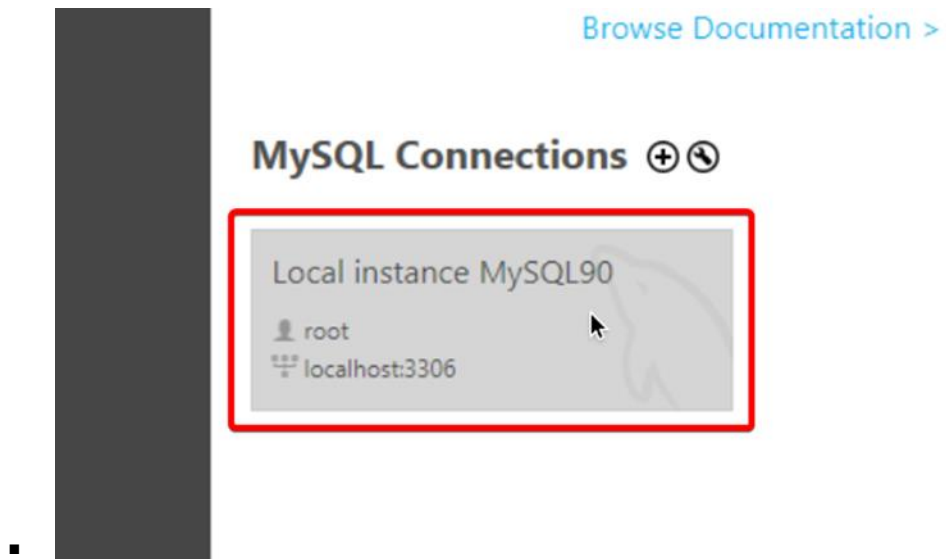 Browse Documentation >
MySQL Connections
Local instance MySQL90
root
localhost:3306